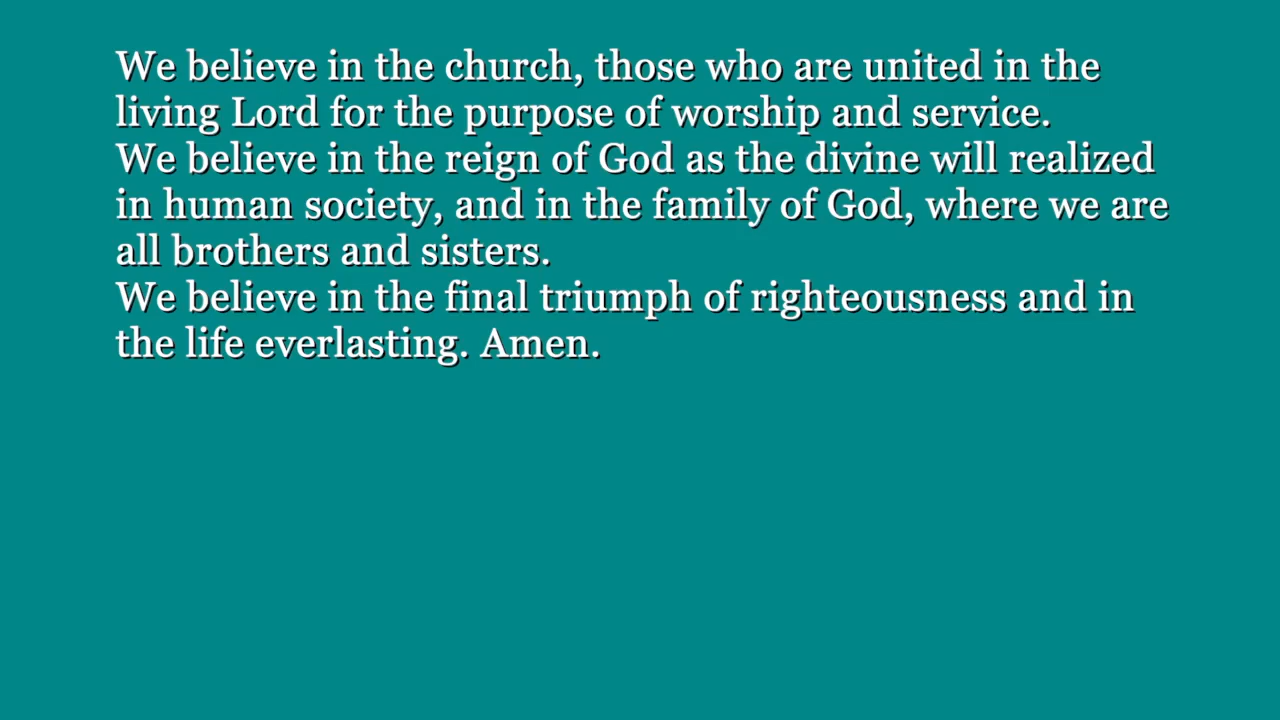 We believe in the church, those who are united in the
living Lord for the purpose of worship and service.
We believe in the reign of God as the divine will realized
in human society, and in the family of God, where we are
all brothers and sisters.
We believe in the final triumph of righteousness and in
the life everlasting. Amen.